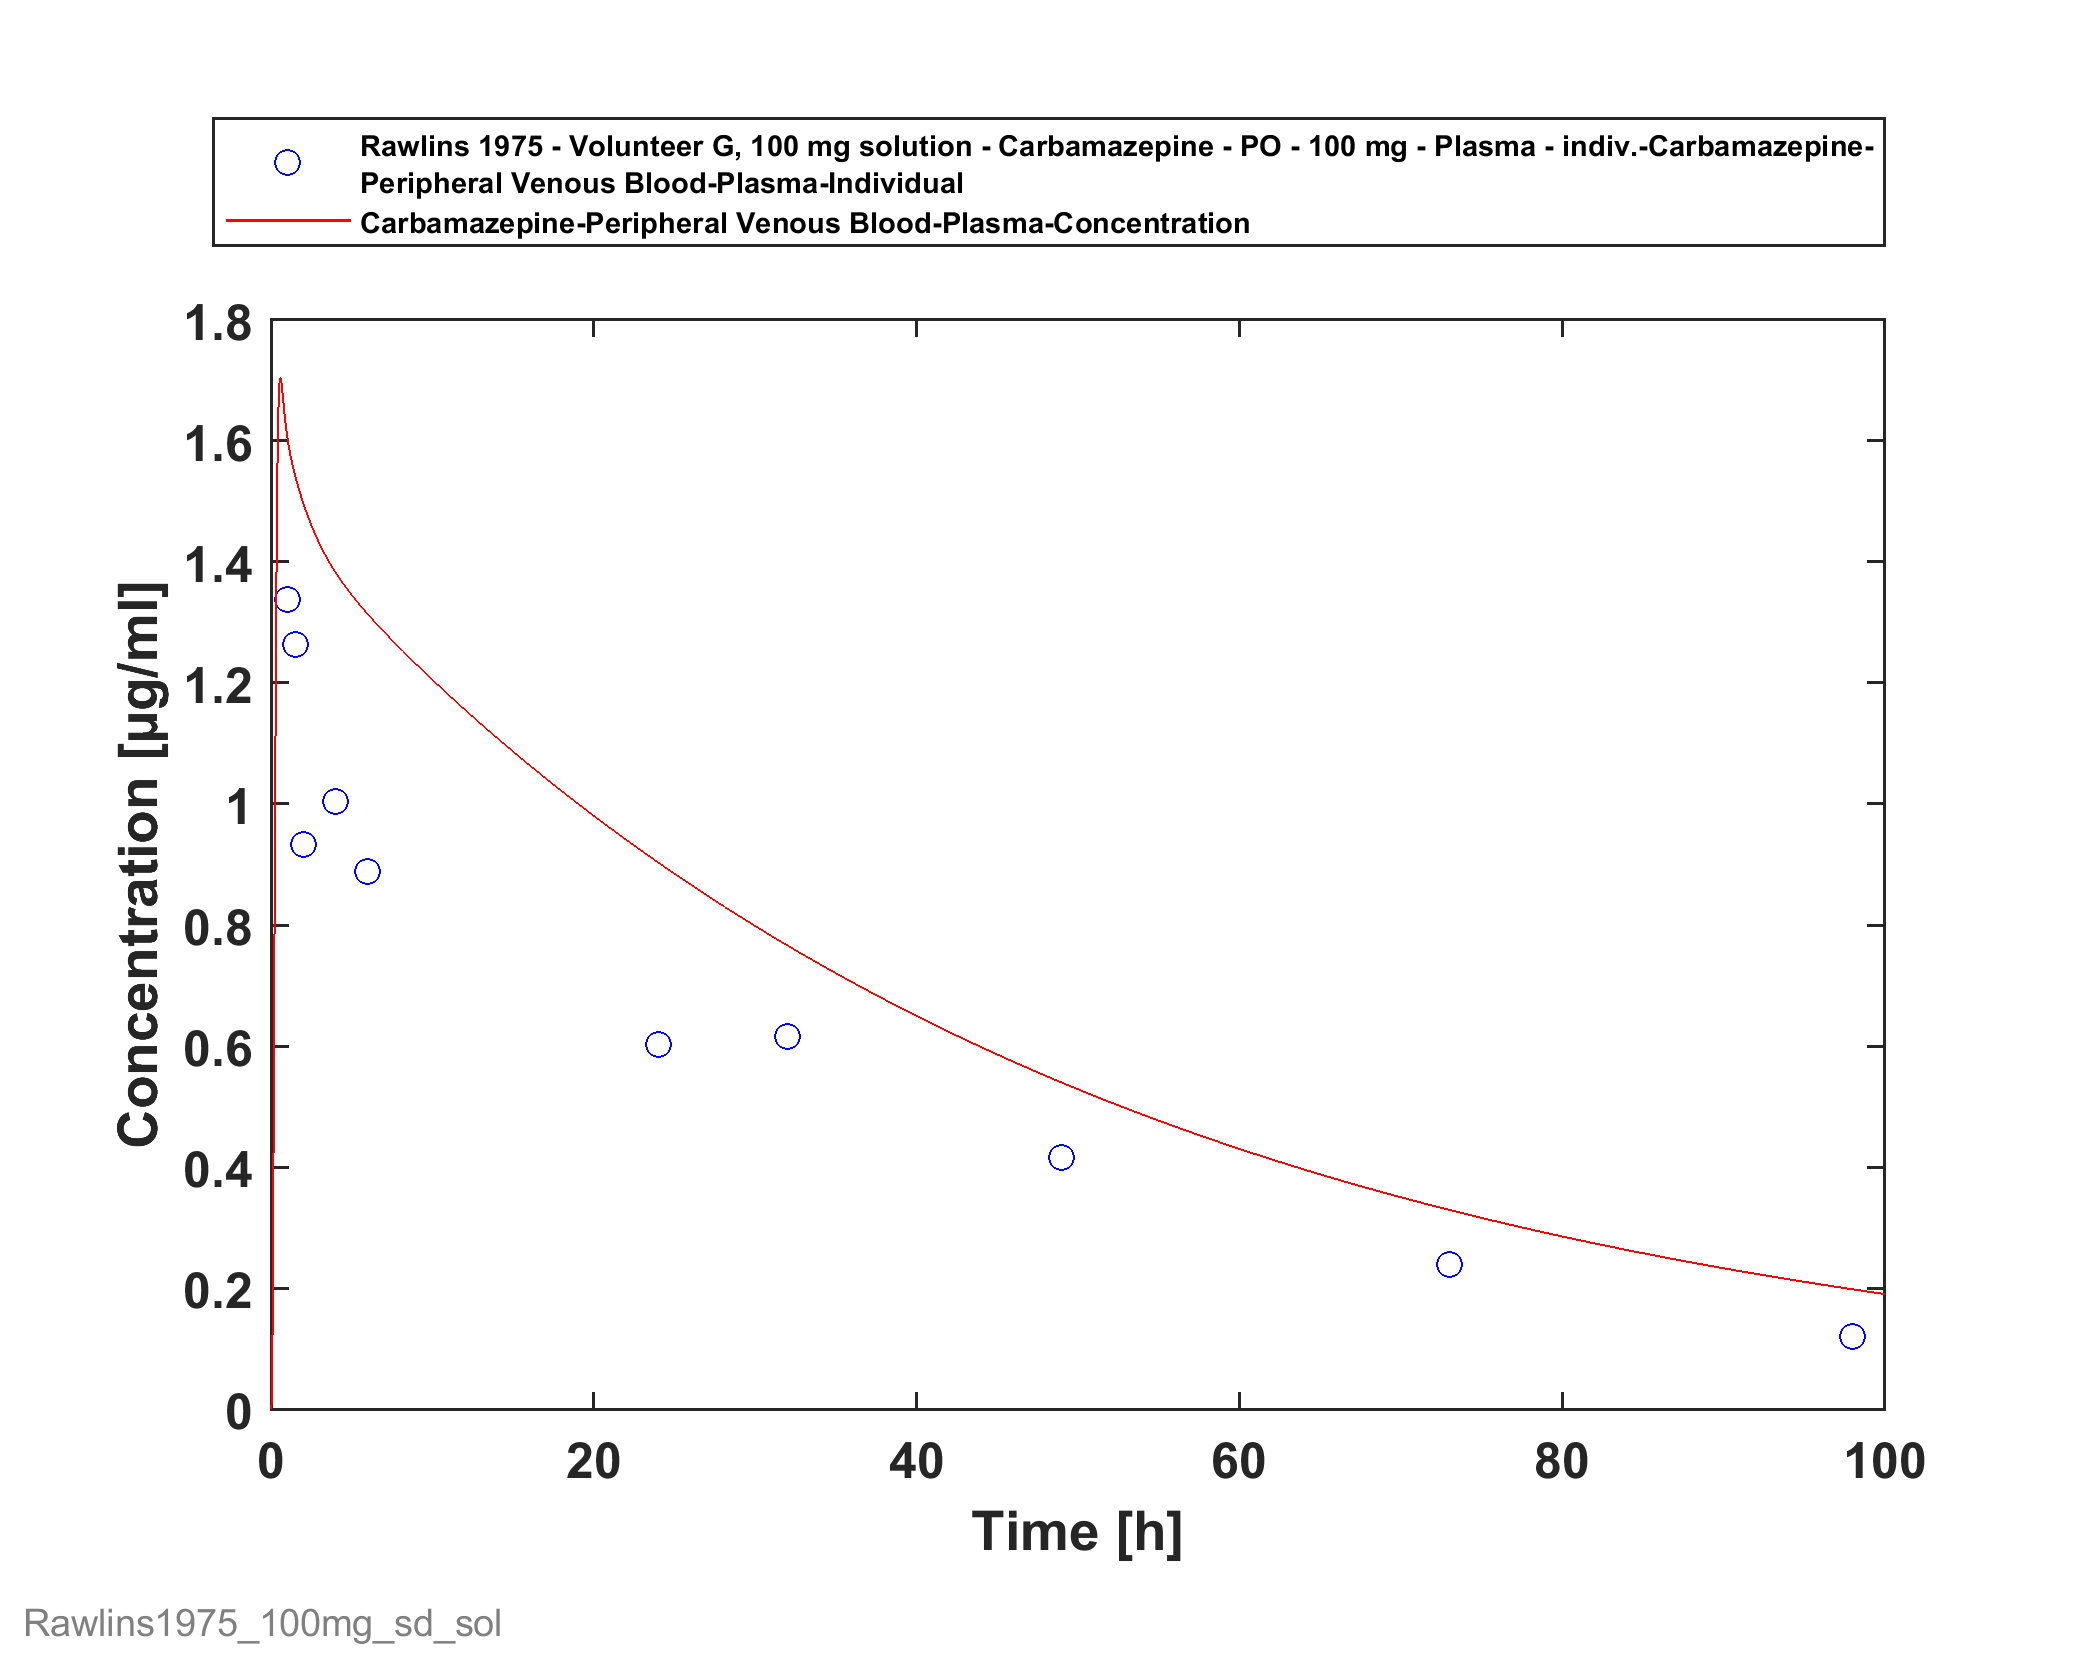 Rawlins 1975 - Volunteer G, 100 mg solution - Carbamazepine - PO - 100 mg - Plasma - indiv.-Carbamazepine-
Peripheral Venous Blood-Plasma-Individual
Carbamazepine-Peripheral Venous Blood-Plasma-Concentration
1.8
1.6
1.4
1.2
1
0.8
0.6
0.4
0.2
0
Concentration [µg/ml]
0 20 40 60 80 100
Time [h]
Rawlins1975_100mg_sd_sol